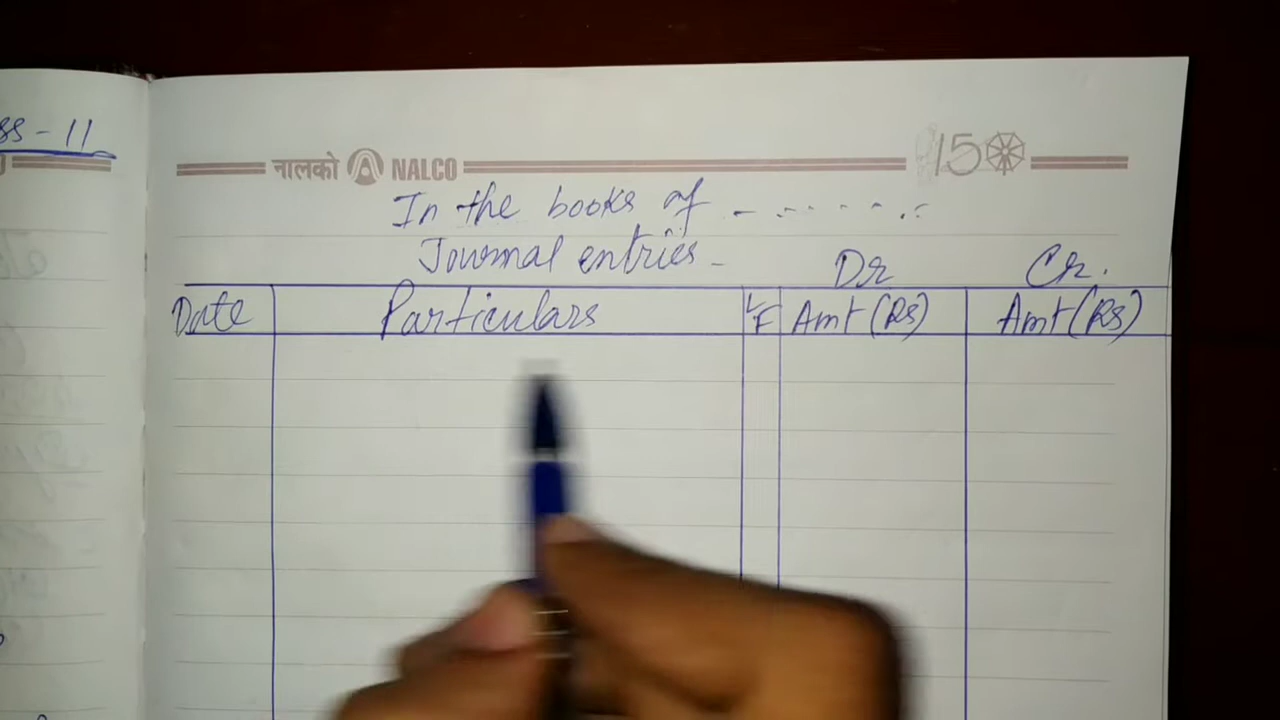 ss - 11
नालको NALCO 150
In the books of - - - - - - -
Journal entries -
Dr Cr.
Date Particulars LF Amt (Rs) Amt (Rs)